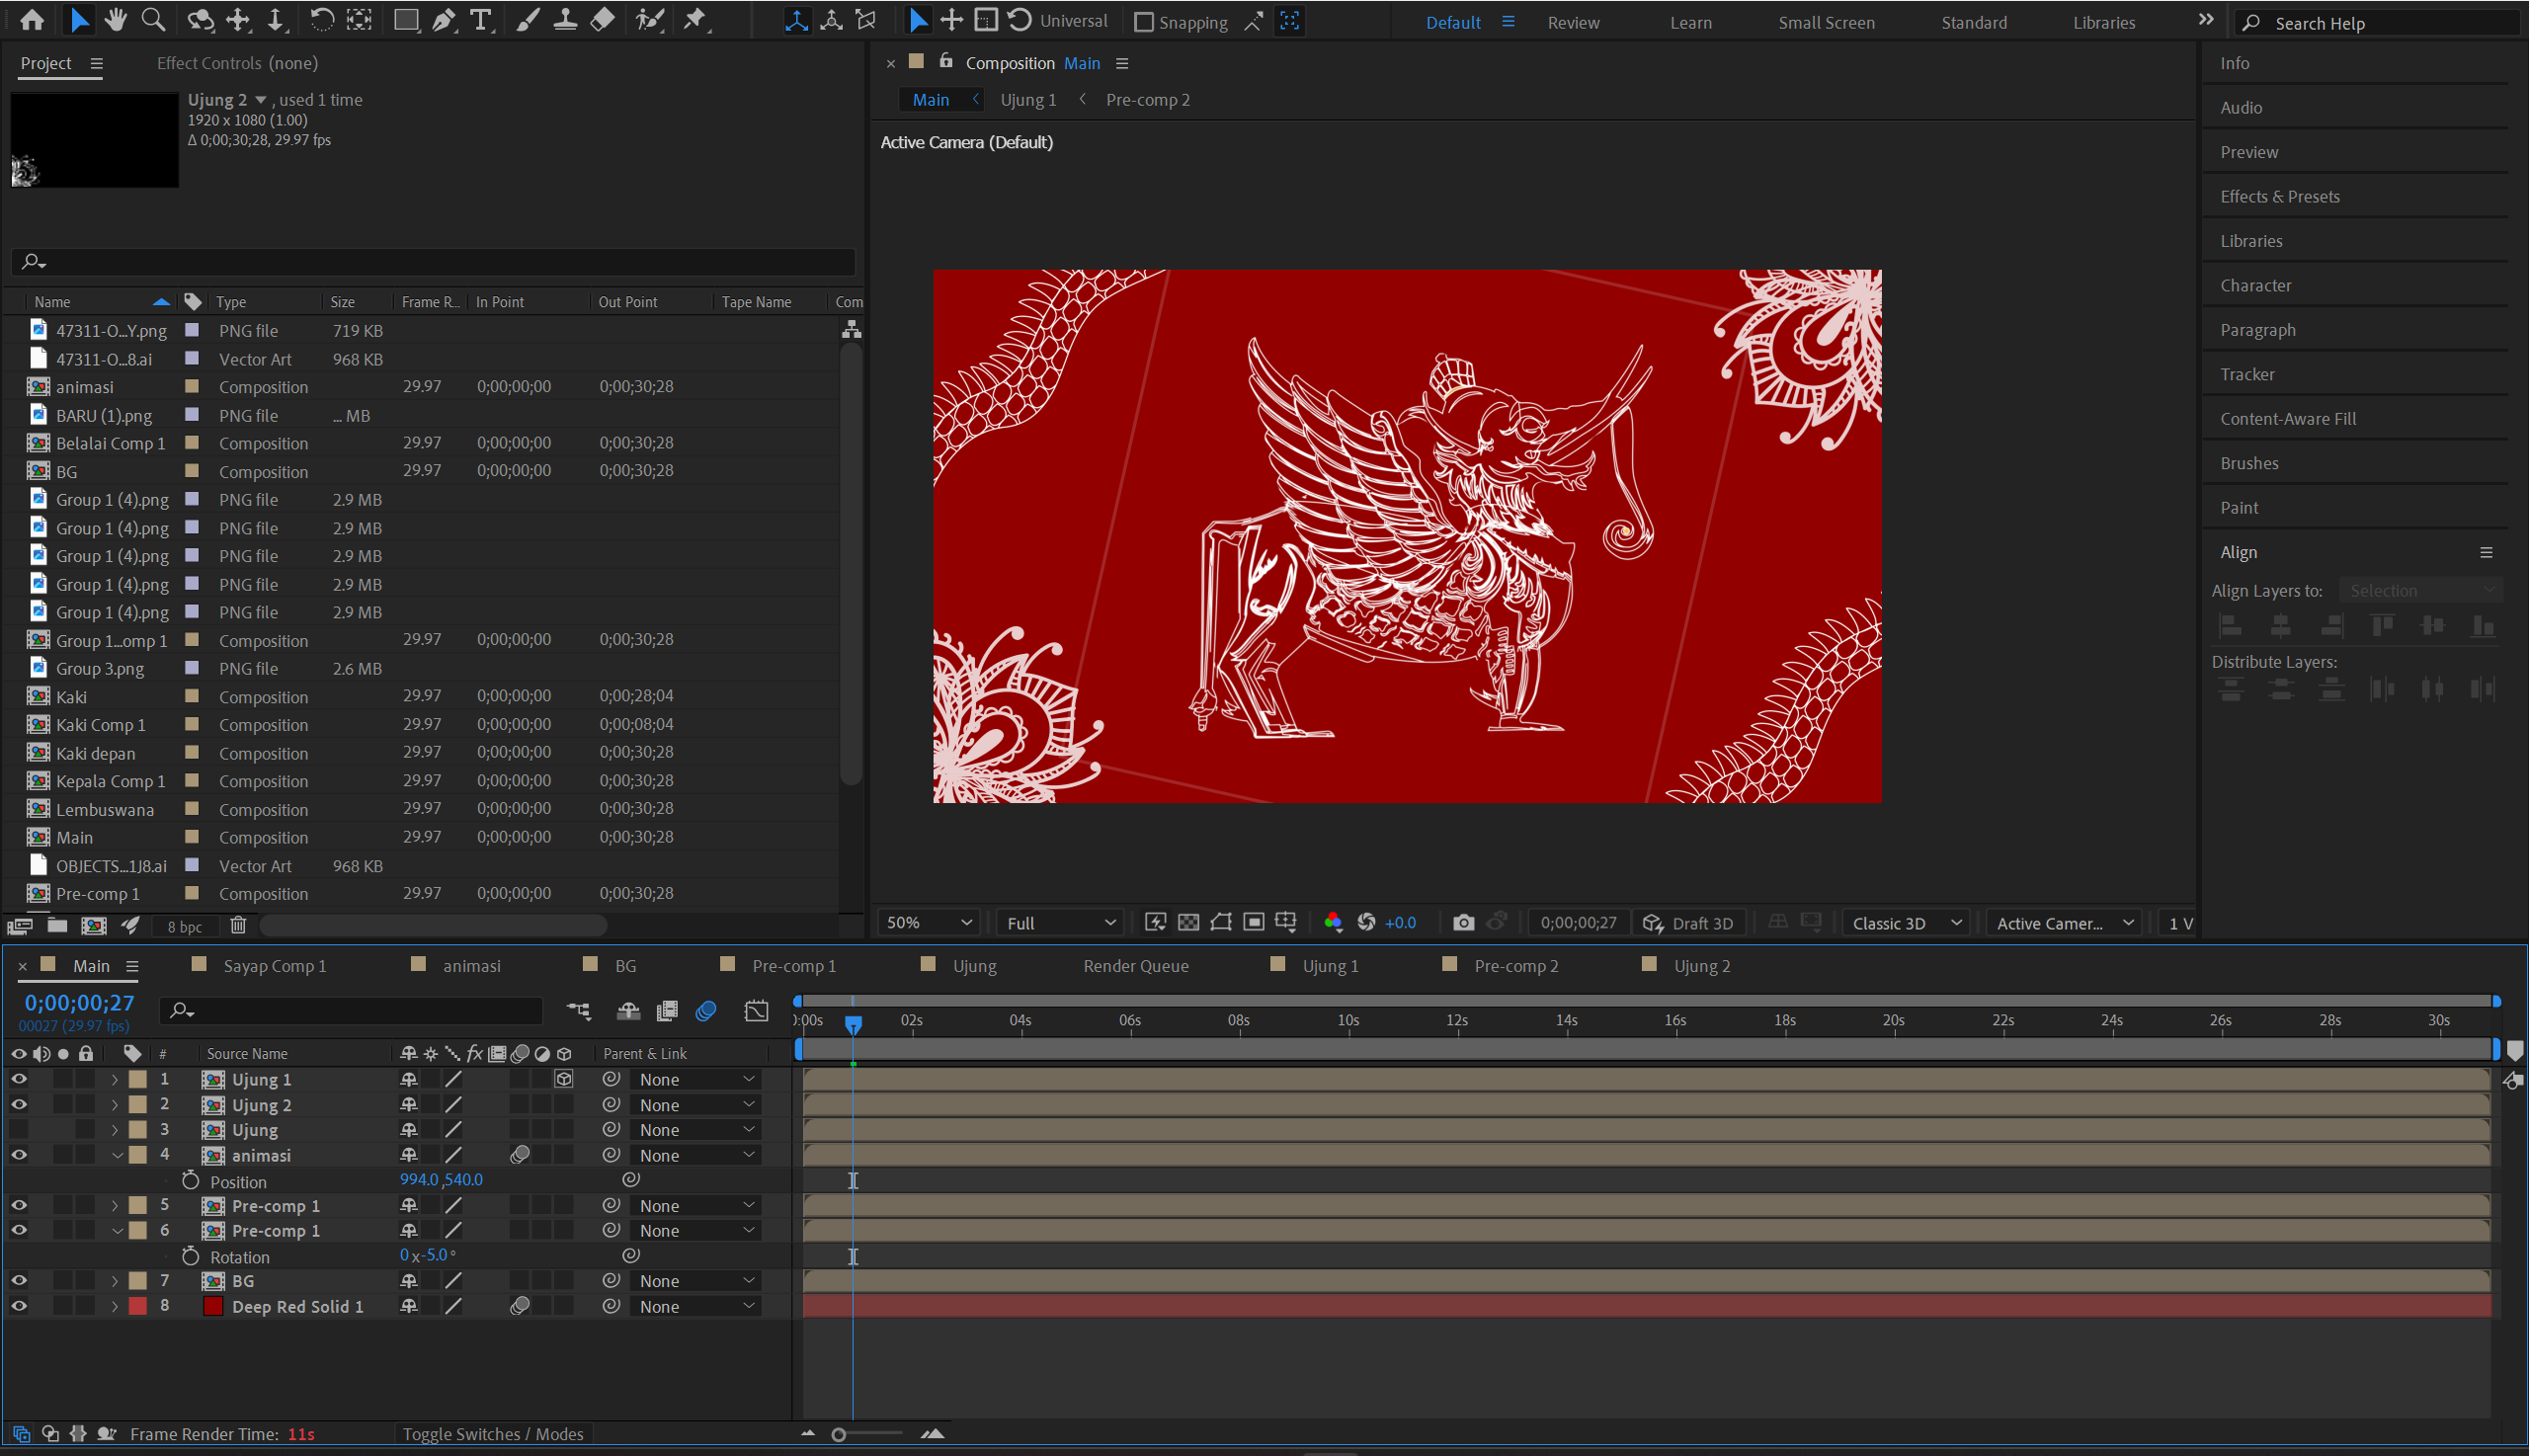 Universal Snapping Default Review Learn Small Screen Standard Libraries Search Help
Project Effect Controls (none)
Ujung 2 , used 1 time
1920 x 1080 (1.00)
Δ 0;00;30;28, 29.97 fps
Name Type Size Frame R... In Point Out Point Tape Name Com
47311-O...Y.png PNG file 719 KB
47311-O...8.ai Vector Art 968 KB
animasi Composition 29.97 0;00;00;00 0;00;30;28
BARU (1).png PNG file ... MB
Belalai Comp 1 Composition 29.97 0;00;00;00 0;00;30;28
BG Composition 29.97 0;00;00;00 0;00;30;28
Group 1 (4).png PNG file 2.9 MB
Group 1 (4).png PNG file 2.9 MB
Group 1 (4).png PNG file 2.9 MB
Group 1 (4).png PNG file 2.9 MB
Group 1 (4).png PNG file 2.9 MB
Group 1...omp 1 Composition 29.97 0;00;00;00 0;00;30;28
Group 3.png PNG file 2.6 MB
Kaki Composition 29.97 0;00;00;00 0;00;28;04
Kaki Comp 1 Composition 29.97 0;00;00;00 0;00;08;04
Kaki depan Composition 29.97 0;00;00;00 0;00;30;28
Kepala Comp 1 Composition 29.97 0;00;00;00 0;00;30;28
Lembuswana Composition 29.97 0;00;00;00 0;00;30;28
Main Composition 29.97 0;00;00;00 0;00;30;28
OBJECTS...1J8.ai Vector Art 968 KB
Pre-comp 1 Composition 29.97 0;00;00;00 0;00;30;28
8 bpc
Composition Main
Main Ujung 1 Pre-comp 2
Active Camera (Default)
50% Full +0.0 0;00;00;27 Draft 3D Classic 3D Active Camer... 1 V
Info
Audio
Preview
Effects & Presets
Libraries
Character
Paragraph
Tracker
Content-Aware Fill
Brushes
Paint
Align
Align Layers to: Selection
Distribute Layers:
Main Sayap Comp 1 animasi BG Pre-comp 1 Ujung Render Queue Ujung 1 Pre-comp 2 Ujung 2
0;00;00;27
00027 (29.97 fps)
):00s 02s 04s 06s 08s 10s 12s 14s 16s 18s 20s 22s 24s 26s 28s 30s
# Source Name fx Parent & Link
1 Ujung 1 None
2 Ujung 2 None
3 Ujung None
4 animasi None
Position 994.0,540.0
5 Pre-comp 1 None
6 Pre-comp 1 None
Rotation 0x-5.0°
7 BG None
8 Deep Red Solid 1 None
Frame Render Time: 11s Toggle Switches / Modes